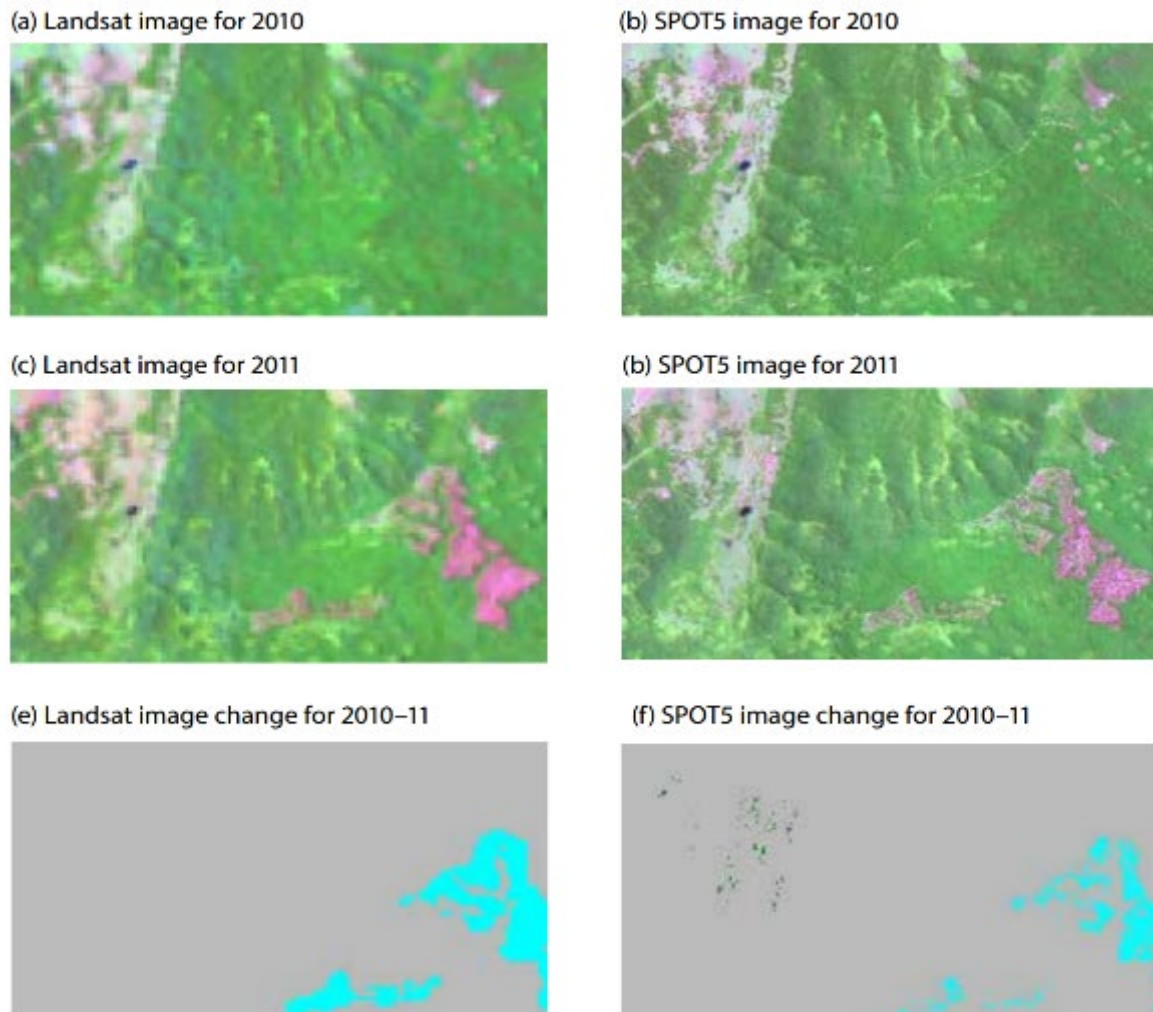 (a) Landsat image for 2010
(b) SPOT5 image for 2010
(c) Landsat image for 2011
(b) SPOT5 image for 2011
(e) Landsat image change for 2010–11
(f) SPOT5 image change for 2010–11